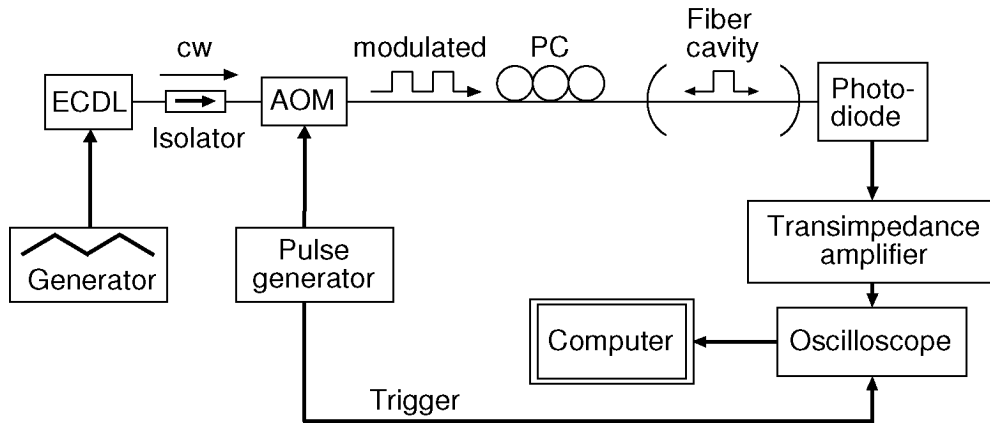 cw
modulated
PC
Fiber
cavity
ECDL
Isolator
AOM
Photo-
diode
Generator
Pulse
generator
Transimpedance
amplifier
Computer
Oscilloscope
Trigger